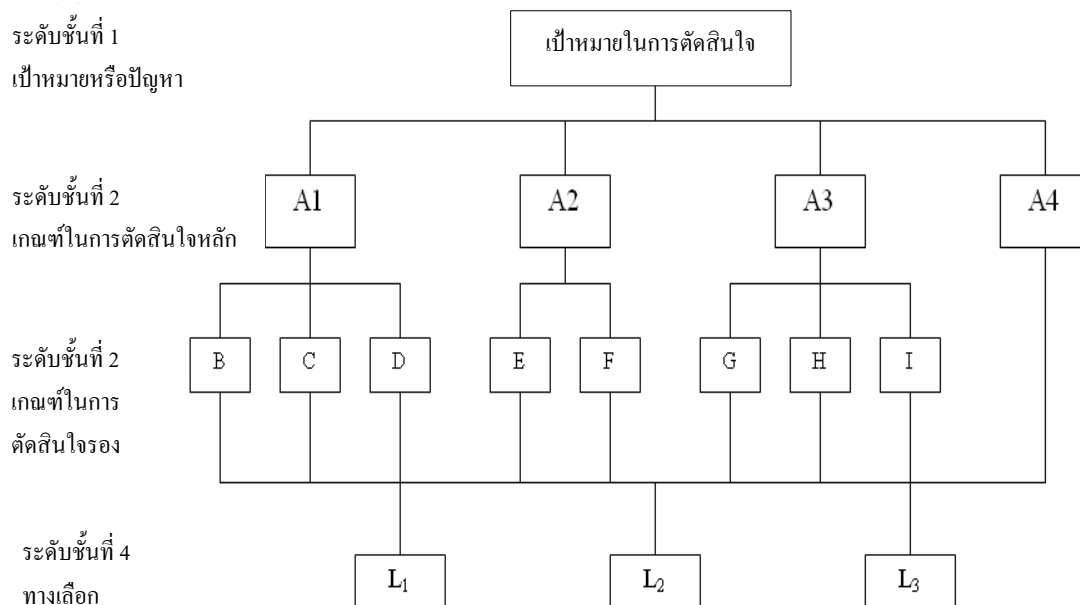 ระดับชั้นที่ 1
เป้าหมายหรือปัญหา
เป้าหมายในการตัดสินใจ
ระดับชั้นที่ 2
เกณฑ์ในการตัดสินใจหลัก
A1
A2
A3
A4
ระดับชั้นที่ 2
เกณฑ์ในการ
ตัดสินใจรอง
B
C
D
E
F
G
H
I
ระดับชั้นที่ 4
ทางเลือก
L1
L2
L3